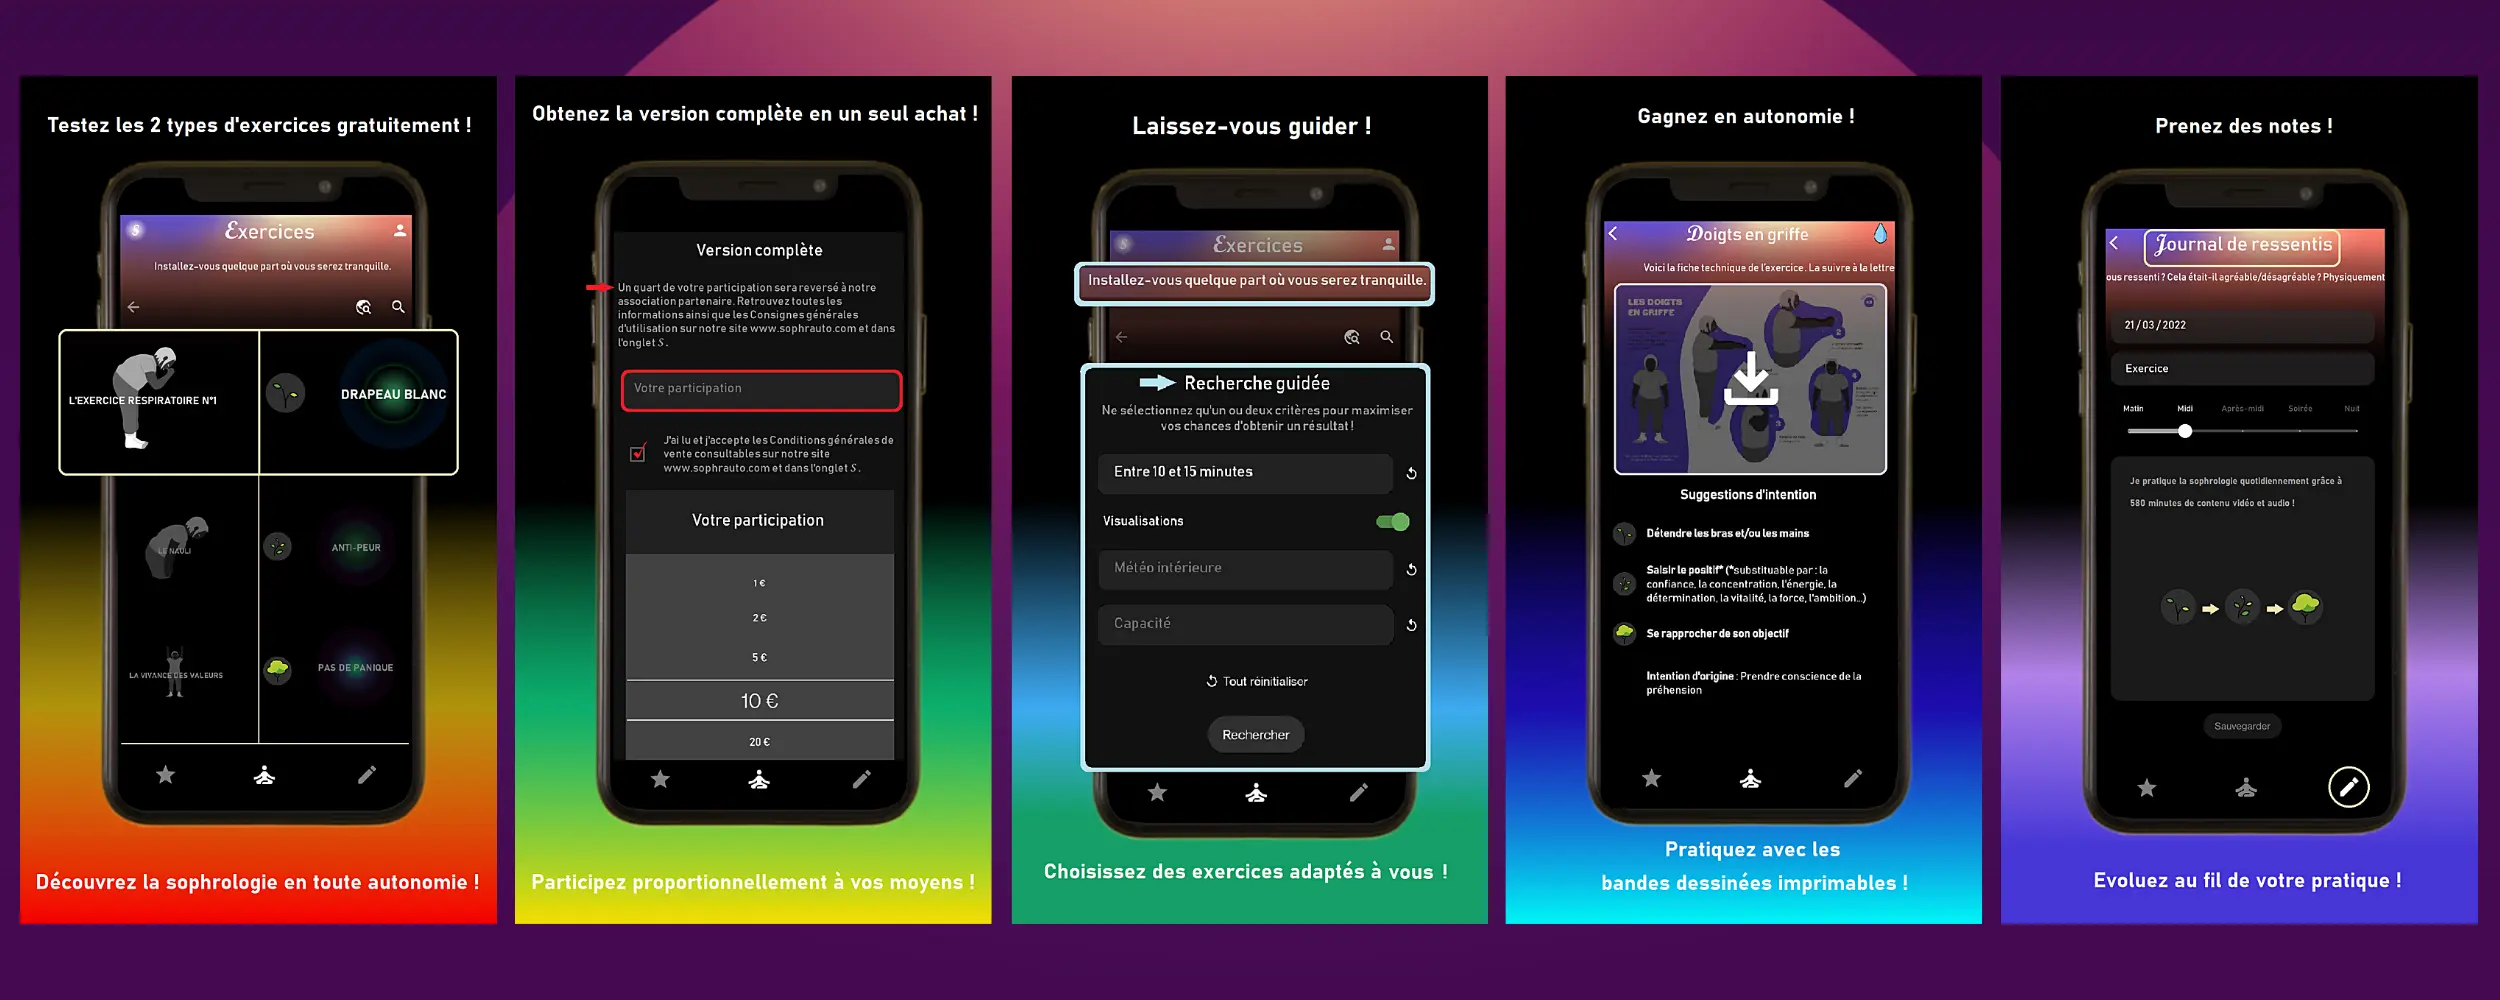 Testez les 2 types d'exercices gratuitement !
Exercices
Installez-vous quelque part où vous serez tranquille.
L'EXERCICE RESPIRATOIRE N°1
DRAPEAU BLANC
LE NAULI
ANTI-PEUR
LA VIVANCE DES VALEURS
PAS DE PANIQUE
Découvrez la sophrologie en toute autonomie !
Obtenez la version complète en un seul achat !
Version complète
Un quart de votre participation sera reversé à notre
association partenaire. Retrouvez toutes les
informations ainsi que les Consignes générales
d'utilisation sur notre site www.sophrauto.com et dans
l'onglet S.
Votre participation
J'ai lu et j'accepte les Conditions générales de
vente consultables sur notre site
www.sophrauto.com et dans l'onglet S.
Votre participation
1 €
2 €
5 €
10 €
20 €
Participez proportionnellement à vos moyens !
Laissez-vous guider !
S
Exercices
Installez-vous quelque part où vous serez tranquille.
Recherche guidée
Ne sélectionnez qu'un ou deux critères pour maximiser
vos chances d'obtenir un résultat !
Entre 10 et 15 minutes
Visualisations
Météo intérieure
Capacité
Tout réinitialiser
Rechercher
Choisissez des exercices adaptés à vous !
Gagnez en autonomie !
Doigts en griffe
Voici la fiche technique de l'exercice. La suivre à la lettre
LES DOIGTS
EN GRIFFE
Suggestions d'intention
Détendre les bras et/ou les mains
Saisir le positif* (*substituable par : la
confiance, la concentration, l'énergie, la
détermination, la vitalité, la force, l'ambition...)
Se rapprocher de son objectif
Intention d'origine : Prendre conscience de la
préhension
Pratiquez avec les
bandes dessinées imprimables !
Prenez des notes !
Journal de ressentis
ous ressenti ? Cela était-il agréable/désagréable ? Physiquement
21 / 03 / 2022
Exercice
Matin Midi Après-midi Soirée Nuit
Je pratique la sophrologie quotidiennement grâce à
580 minutes de contenu vidéo et audio !
Sauvegarder
Evoluez au fil de votre pratique !